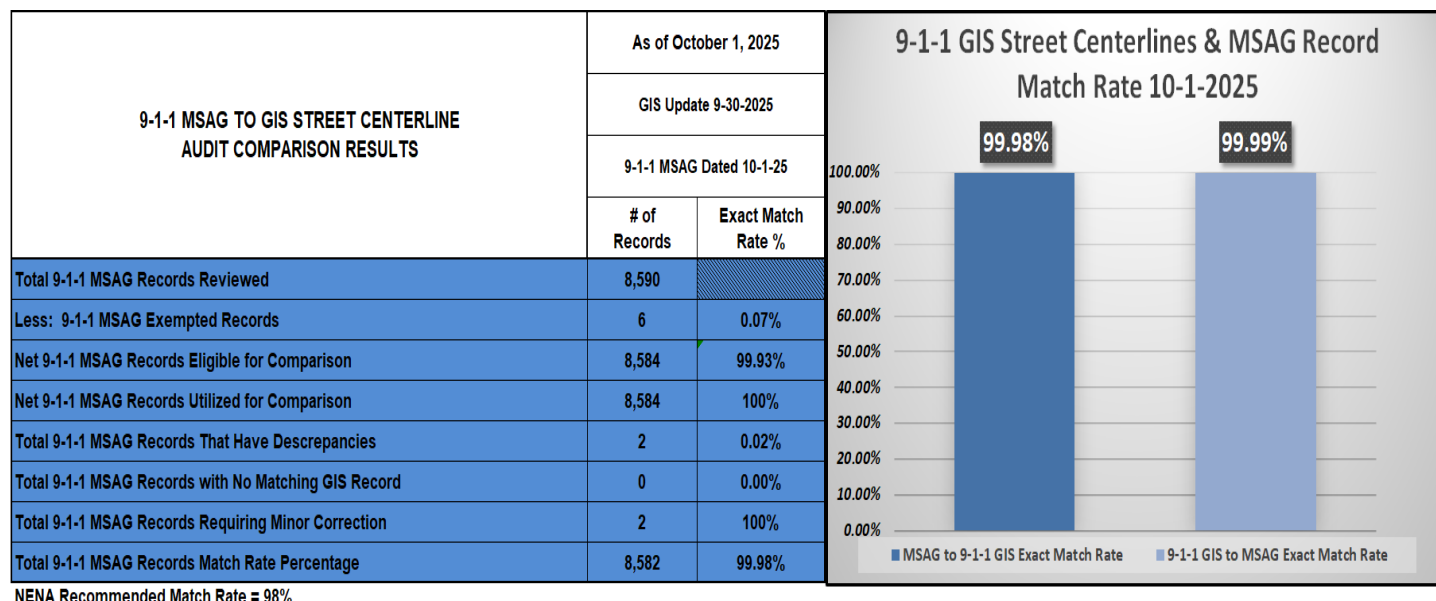 9-1-1 MSAG TO GIS STREET CENTERLINE
AUDIT COMPARISON RESULTS
As of October 1, 2025
GIS Update 9-30-2025
9-1-1 MSAG Dated 10-1-25
# of
Records
Exact Match
Rate %
Total 9-1-1 MSAG Records Reviewed 8,590
Less: 9-1-1 MSAG Exempted Records 6 0.07%
Net 9-1-1 MSAG Records Eligible for Comparison 8,584 99.93%
Net 9-1-1 MSAG Records Utilized for Comparison 8,584 100%
Total 9-1-1 MSAG Records That Have Descrepancies 2 0.02%
Total 9-1-1 MSAG Records with No Matching GIS Record 0 0.00%
Total 9-1-1 MSAG Records Requiring Minor Correction 2 100%
Total 9-1-1 MSAG Records Match Rate Percentage 8,582 99.98%
NENA Recommended Match Rate = 98%
9-1-1 GIS Street Centerlines & MSAG Record
Match Rate 10-1-2025
99.98% 99.99%
100.00%
90.00%
80.00%
70.00%
60.00%
50.00%
40.00%
30.00%
20.00%
10.00%
0.00%
MSAG to 9-1-1 GIS Exact Match Rate 9-1-1 GIS to MSAG Exact Match Rate